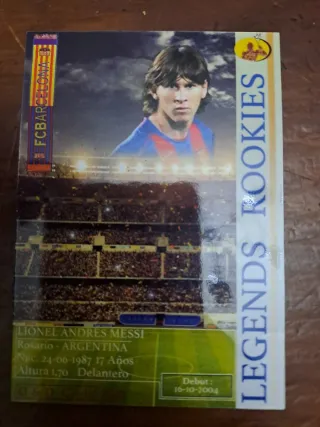 FCBARCELONA
LEGENDS ROOKIES
LIONEL ANDRES MESSI
Rosario - ARGENTINA
Nac. 24-06 1987 17 Años
Altura 1,70 Delantero
Debut:
16-10-2004